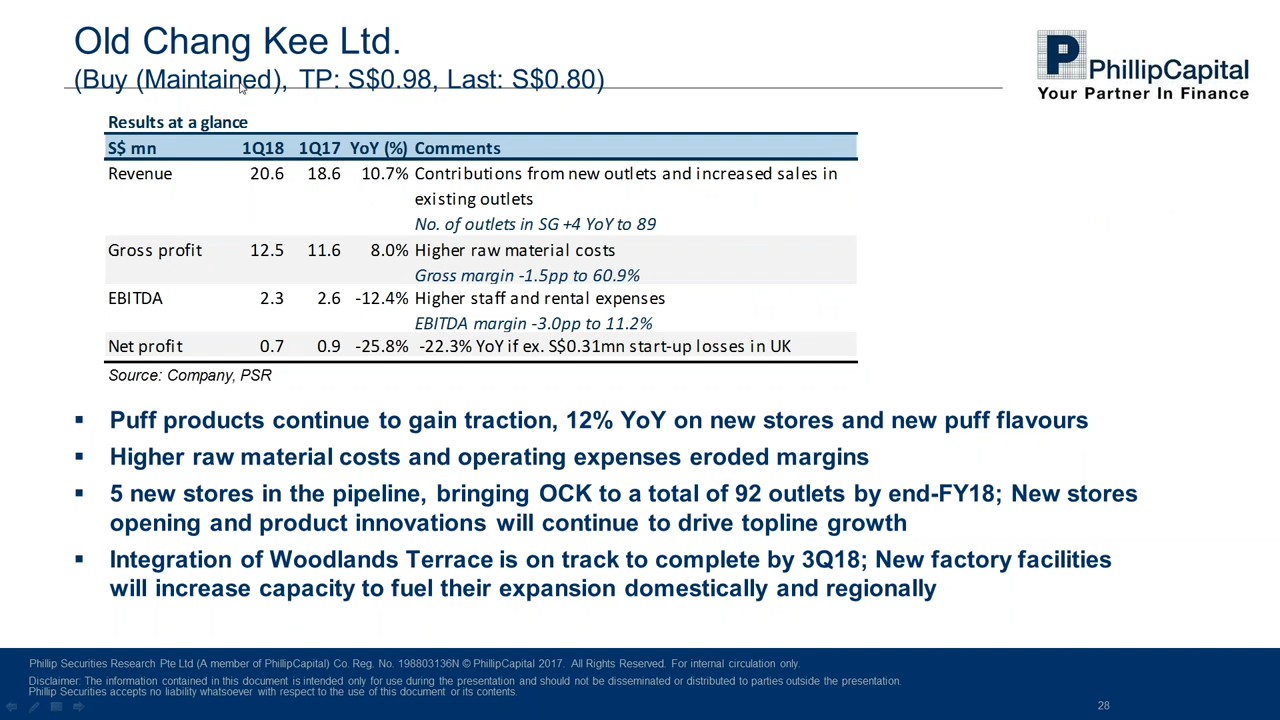 Old Chang Kee Ltd.
(Buy (Maintained), TP: S$0.98, Last: S$0.80)
P PhillipCapital
Your Partner In Finance
Results at a glance
S$ mn 1Q18 1Q17 YoY (%) Comments
Revenue 20.6 18.6 10.7% Contributions from new outlets and increased sales in
existing outlets
No. of outlets in SG +4 YoY to 89
Gross profit 12.5 11.6 8.0% Higher raw material costs
Gross margin -1.5pp to 60.9%
EBITDA 2.3 2.6 -12.4% Higher staff and rental expenses
EBITDA margin -3.0pp to 11.2%
Net profit 0.7 0.9 -25.8% -22.3% YoY if ex. S$0.31mn start-up losses in UK
Source: Company, PSR
▪ Puff products continue to gain traction, 12% YoY on new stores and new puff flavours
▪ Higher raw material costs and operating expenses eroded margins
▪ 5 new stores in the pipeline, bringing OCK to a total of 92 outlets by end-FY18; New stores
opening and product innovations will continue to drive topline growth
▪ Integration of Woodlands Terrace is on track to complete by 3Q18; New factory facilities
will increase capacity to fuel their expansion domestically and regionally
Phillip Securities Research Pte Ltd (A member of PhillipCapital) Co. Reg. No. 198803136N © PhillipCapital 2017. All Rights Reserved. For internal circulation only.
Disclaimer: The information contained in this document is intended only for use during the presentation and should not be disseminated or distributed to parties outside the presentation.
Phillip Securities accepts no liability whatsoever with respect to the use of this document or its contents.
28